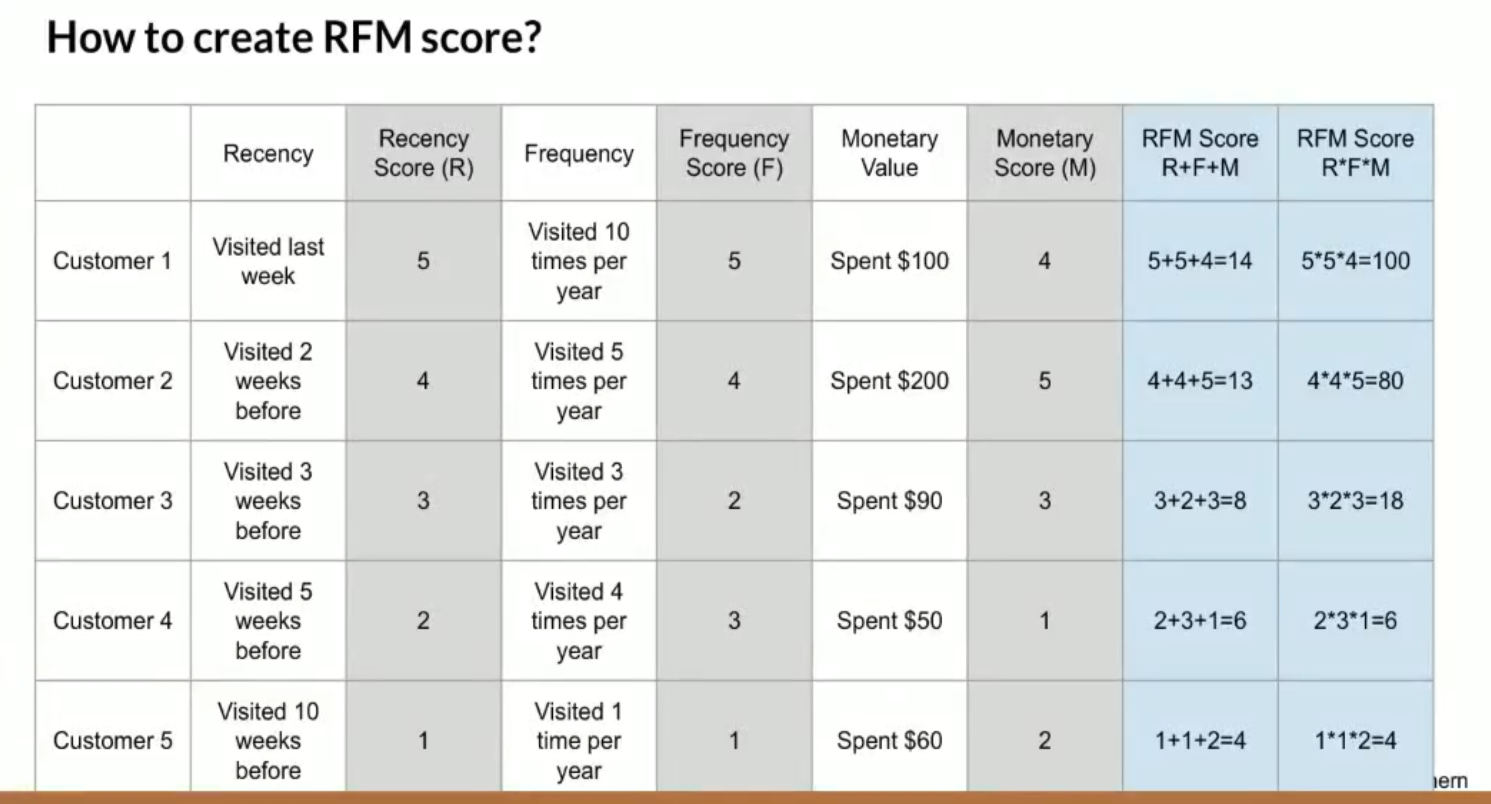 How to create RFM score?
Recency
Recency
Score (R)
Frequency
Frequency
Score (F)
Monetary
Value
Monetary
Score (M)
RFM Score
R+F+M
RFM Score
R*F*M
Customer 1
Visited last
week
5
Visited 10
times per
year
5
Spent $100
4
5+5+4=14
5*5*4=100
Customer 2
Visited 2
weeks
before
4
Visited 5
times per
year
4
Spent $200
5
4+4+5=13
4*4*5=80
Customer 3
Visited 3
weeks
before
3
Visited 3
times per
year
2
Spent $90
3
3+2+3=8
3*2*3=18
Customer 4
Visited 5
weeks
before
2
Visited 4
times per
year
3
Spent $50
1
2+3+1=6
2*3*1=6
Customer 5
Visited 10
weeks
before
1
Visited 1
time per
year
1
Spent $60
2
1+1+2=4
1*1*2=4